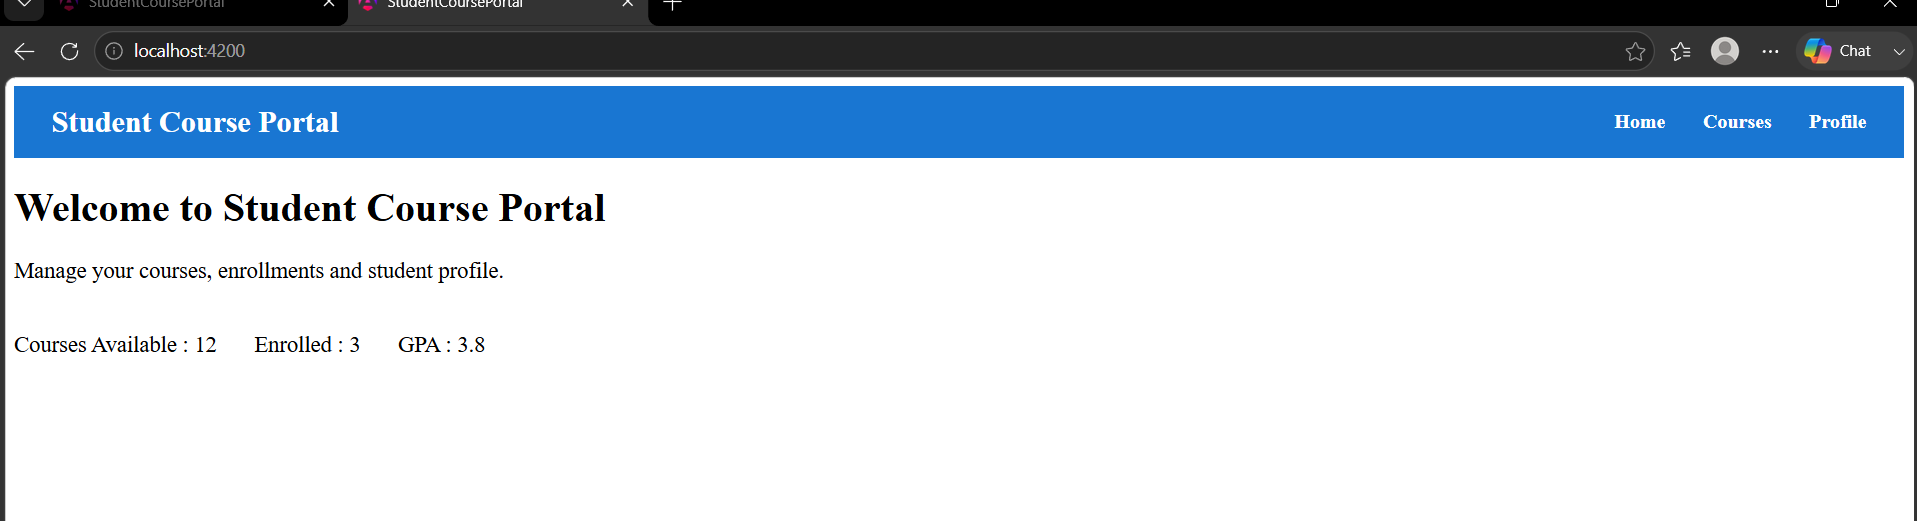 StudentCoursePortal StudentCoursePortal
localhost:4200 Chat
Student Course Portal Home Courses Profile
Welcome to Student Course Portal
Manage your courses, enrollments and student profile.
Courses Available : 12 Enrolled : 3 GPA : 3.8